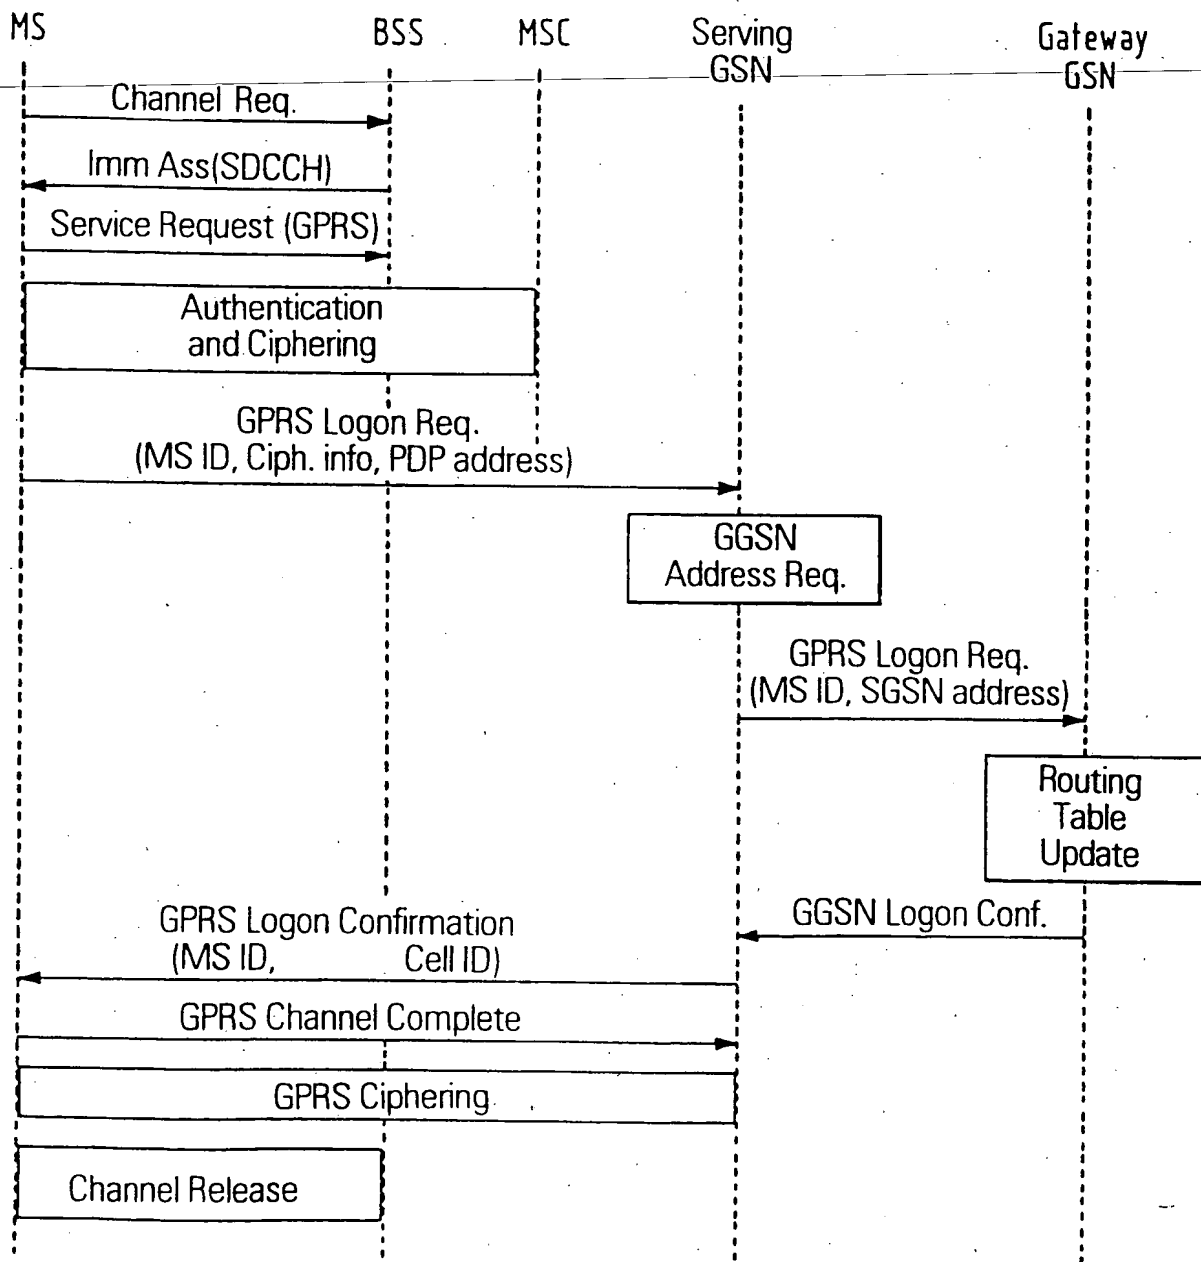 MS
BSS
MSC
Serving
GSN
Gateway
GSN
Channel Req.
Imm Ass(SDCCH)
Service Request (GPRS)
Authentication
and Ciphering
GPRS Logon Req.
(MS ID, Ciph. info, PDP address)
GGSN
Address Req.
GPRS Logon Req.
(MS ID, SGSN address)
Routing
Table
Update
GGSN Logon Conf.
GPRS Logon Confirmation
(MS ID, Cell ID)
GPRS Channel Complete
GPRS Ciphering
Channel Release